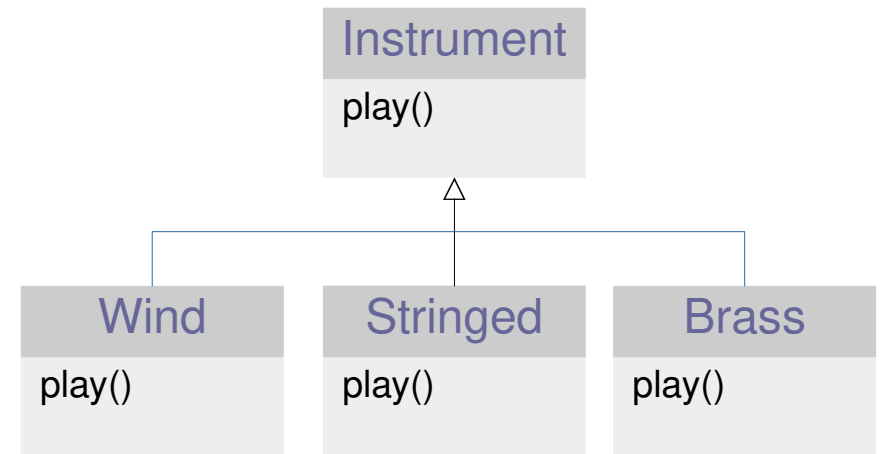 Instrument
play()
Wind
play()
Stringed
play()
Brass
play()